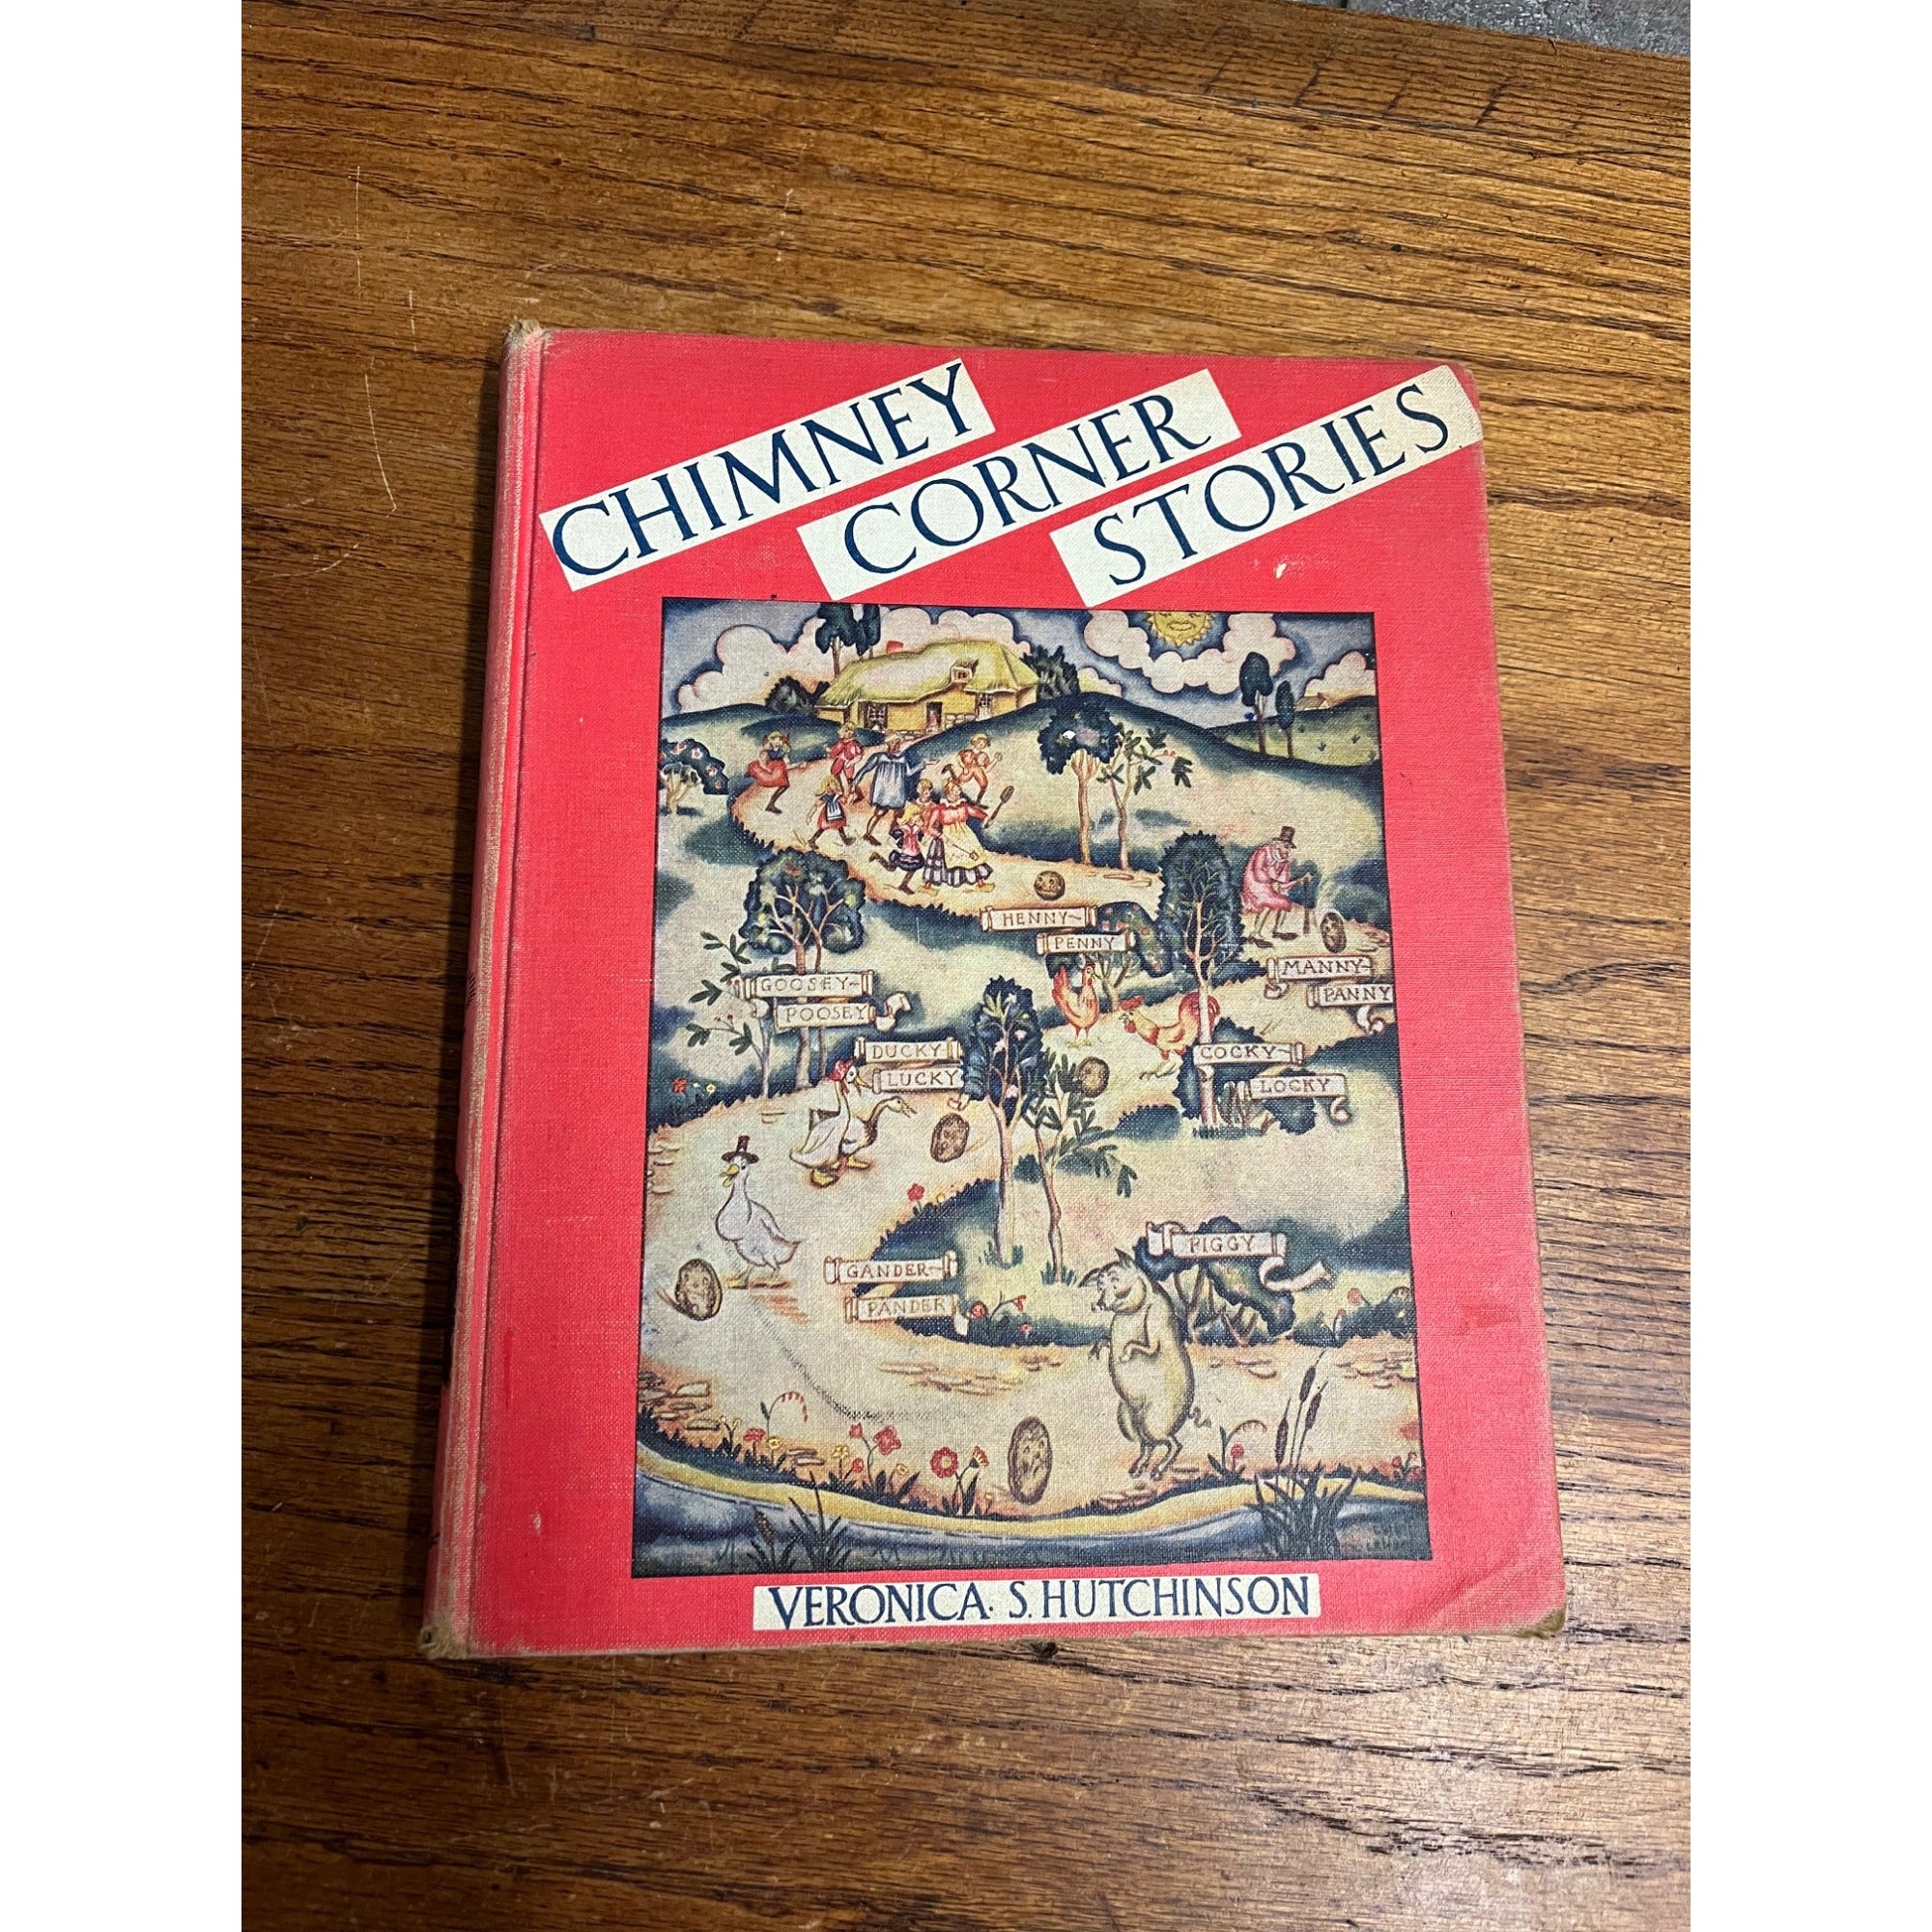 CHIMNEY
CORNER
STORIES
HENNY-
PENNY
MANNY-
PANNY
GOOSEY-
POOSEY
DUCKY
LUCKY
COCKY-
LOCKY
PIGGY
GANDER-
PANDER
VERONICA. S. HUTCHINSON